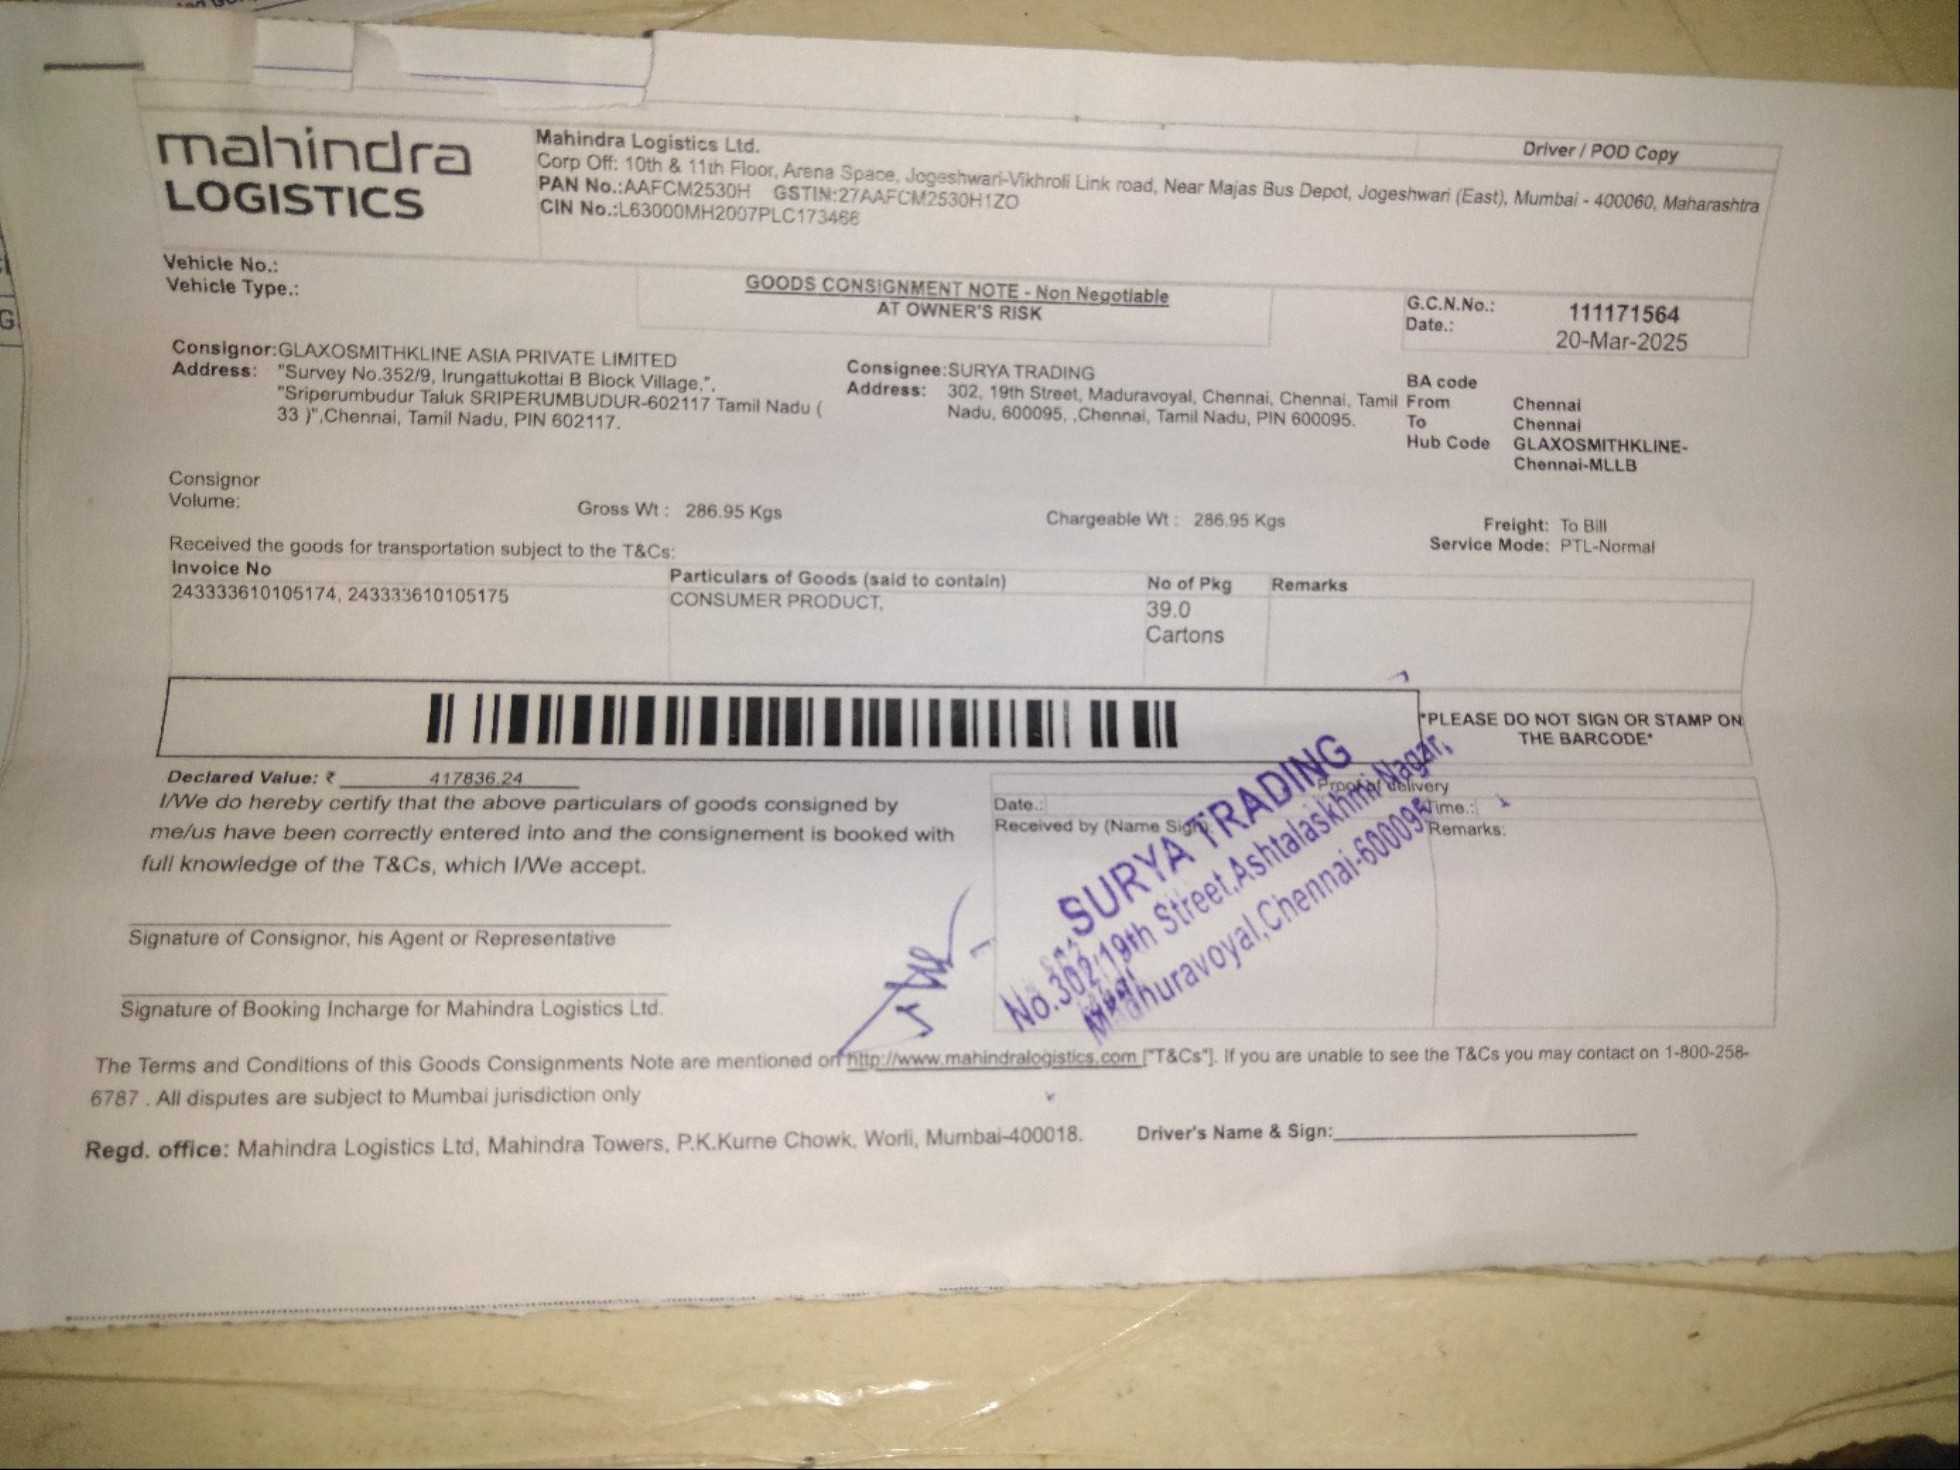 mahindra
LOGISTICS
Mahindra Logistics Ltd.
Driver / POD Copy
Corp Off: 10th & 11th Floor, Arena Space, Jogeshwari-Vikhroli Link road, Near Majas Bus Depot, Jogeshwari (East), Mumbai - 400060, Maharashtra
PAN No.:AAFCM2530H GSTIN:27AAFCM2530H1ZO
CIN No.:L63000MH2007PLC173466
Vehicle No.:
Vehicle Type.:
GOODS CONSIGNMENT NOTE - Non Negotiable
AT OWNER'S RISK
G.C.N.No.: 111171564
Date.: 20-Mar-2025
Consignor:GLAXOSMITHKLINE ASIA PRIVATE LIMITED
Address: "Survey No.352/9, Irungattukottai B Block Village,",
"Sriperumbudur Taluk SRIPERUMBUDUR-602117 Tamil Nadu (
33 )",Chennai, Tamil Nadu, PIN 602117.
Consignee:SURYA TRADING
Address: 302, 19th Street, Maduravoyal, Chennai, Chennai, Tamil
Nadu, 600095, ,Chennai, Tamil Nadu, PIN 600095.
BA code
From Chennai
To Chennai
Hub Code GLAXOSMITHKLINE-
Chennai-MLLB
Consignor
Volume:
Gross Wt : 286.95 Kgs
Chargeable Wt : 286.95 Kgs
Freight: To Bill
Service Mode: PTL-Normal
Received the goods for transportation subject to the T&Cs:
Invoice No
Particulars of Goods (said to contain)
No of Pkg
Remarks
243333610105174, 243333610105175
CONSUMER PRODUCT,
39.0
Cartons
*PLEASE DO NOT SIGN OR STAMP ON
THE BARCODE*
Declared Value: ₹ 417836.24
I/We do hereby certify that the above particulars of goods consigned by
me/us have been correctly entered into and the consignement is booked with
full knowledge of the T&Cs, which I/We accept.
Proof of delivery
Date.:
Time.:
Received by (Name Sign):
Remarks:
SURYA TRADING
No.302,19th Street,Ashtalaskhmi Nagar,
Madhuravoyal,Chennai-600095
Signature of Consignor, his Agent or Representative
Signature of Booking Incharge for Mahindra Logistics Ltd.
The Terms and Conditions of this Goods Consignments Note are mentioned on http://www.mahindralogistics.com ["T&Cs"]. If you are unable to see the T&Cs you may contact on 1-800-258-
6787 . All disputes are subject to Mumbai jurisdiction only
Regd. office: Mahindra Logistics Ltd, Mahindra Towers, P.K.Kurne Chowk, Worli, Mumbai-400018.
Driver's Name & Sign: